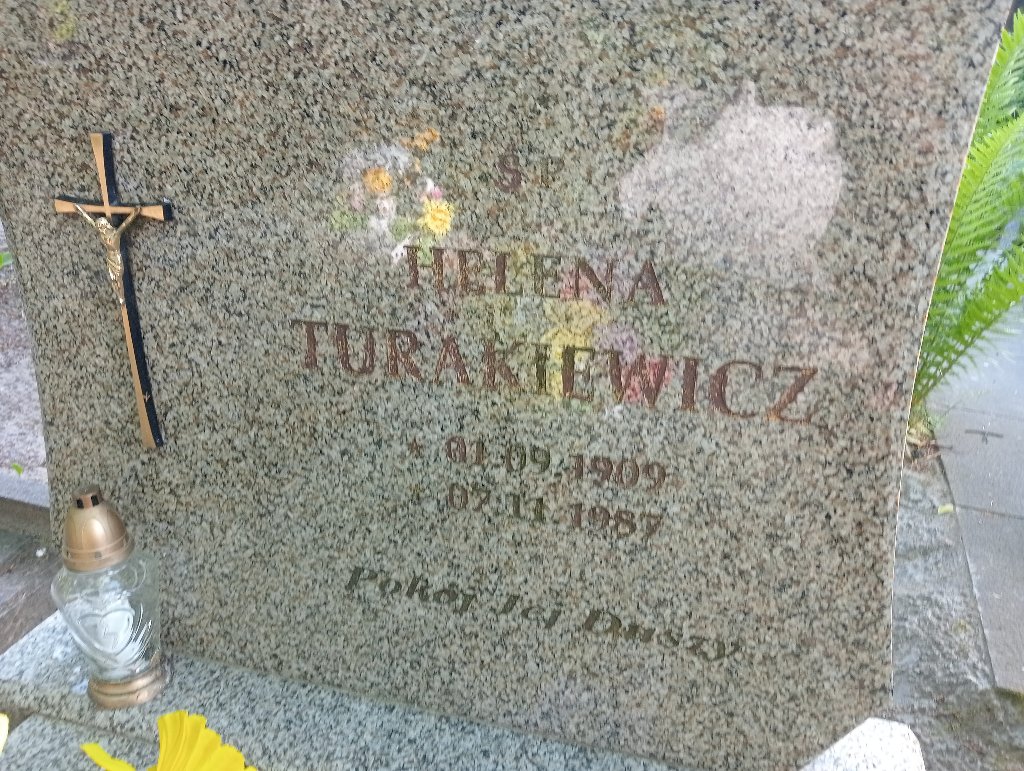 Ś P
HELENA
TURAKIEWICZ
* 01.09.1909
07.11.1987
Pokój Jej Duszy